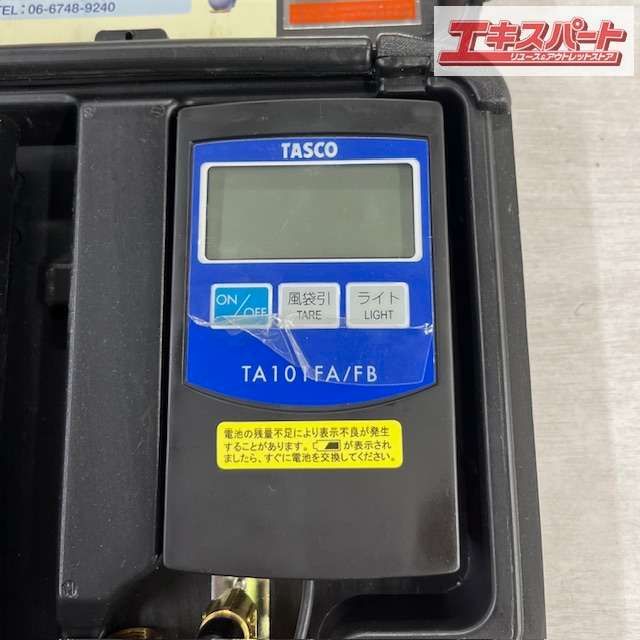 TEL：06-6748-9240
エキスパート
リユース&アウトレットストア
TASCO
ON/OFF
風袋引
TARE
ライト
LIGHT
TA101FA/FB
電池の残量不足により表示不良が発生
することがあります。が表示され
ましたら、すぐに電池を交換してください。